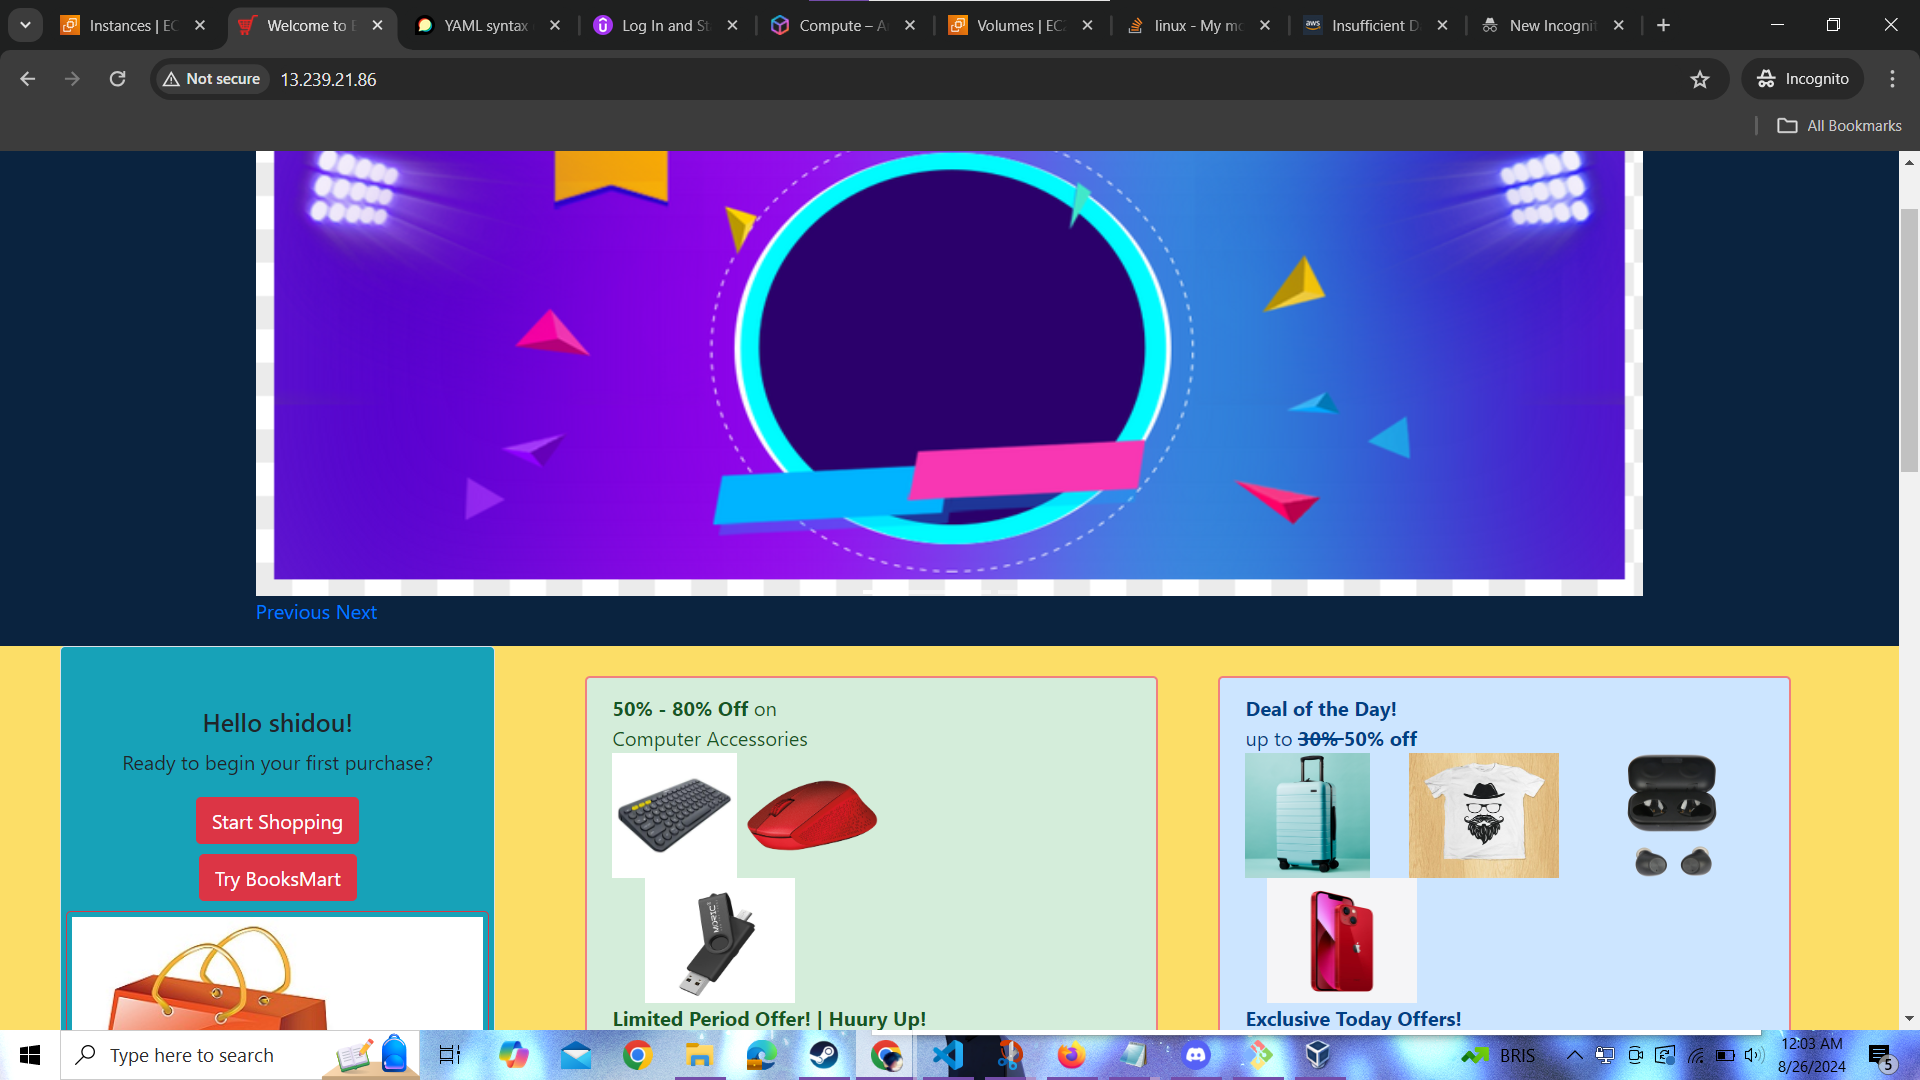 Instances | EC
Welcome to E
YAML syntax
Log In and St
Compute – A
Volumes | EC2
linux - My mo
Insufficient D
New Incognit
Not secure
13.239.21.86
Incognito
All Bookmarks
Previous Next
Hello shidou!
Ready to begin your first purchase?
Start Shopping
Try BooksMart
50% - 80% Off on
Computer Accessories
Limited Period Offer! | Huury Up!
Deal of the Day!
up to 30% 50% off
Exclusive Today Offers!
Type here to search
BRIS
12:03 AM
8/26/2024
5